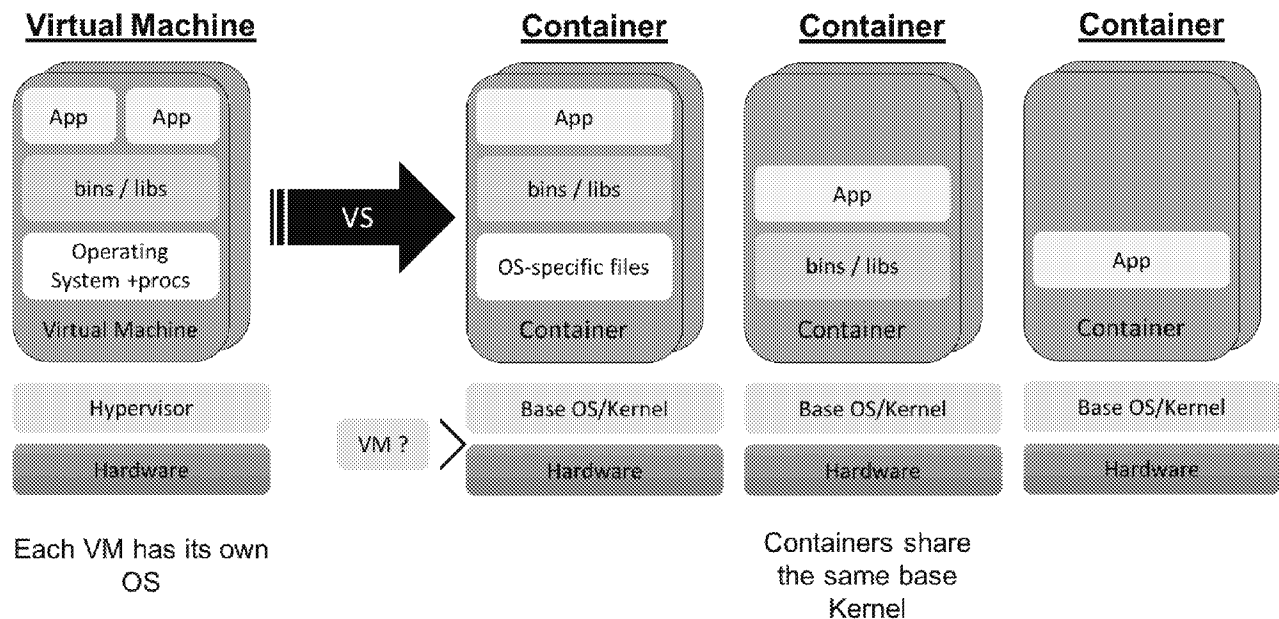 Virtual Machine
App
App
bins / libs
Operating
System +procs
Virtual Machine
Hypervisor
Hardware
Each VM has its own
OS
VS
VM ?
Container
App
bins / libs
OS-specific files
Container
Base OS/Kernel
Hardware
Container
App
bins / libs
Container
Base OS/Kernel
Hardware
Containers share
the same base
Kernel
Container
App
Container
Base OS/Kernel
Hardware